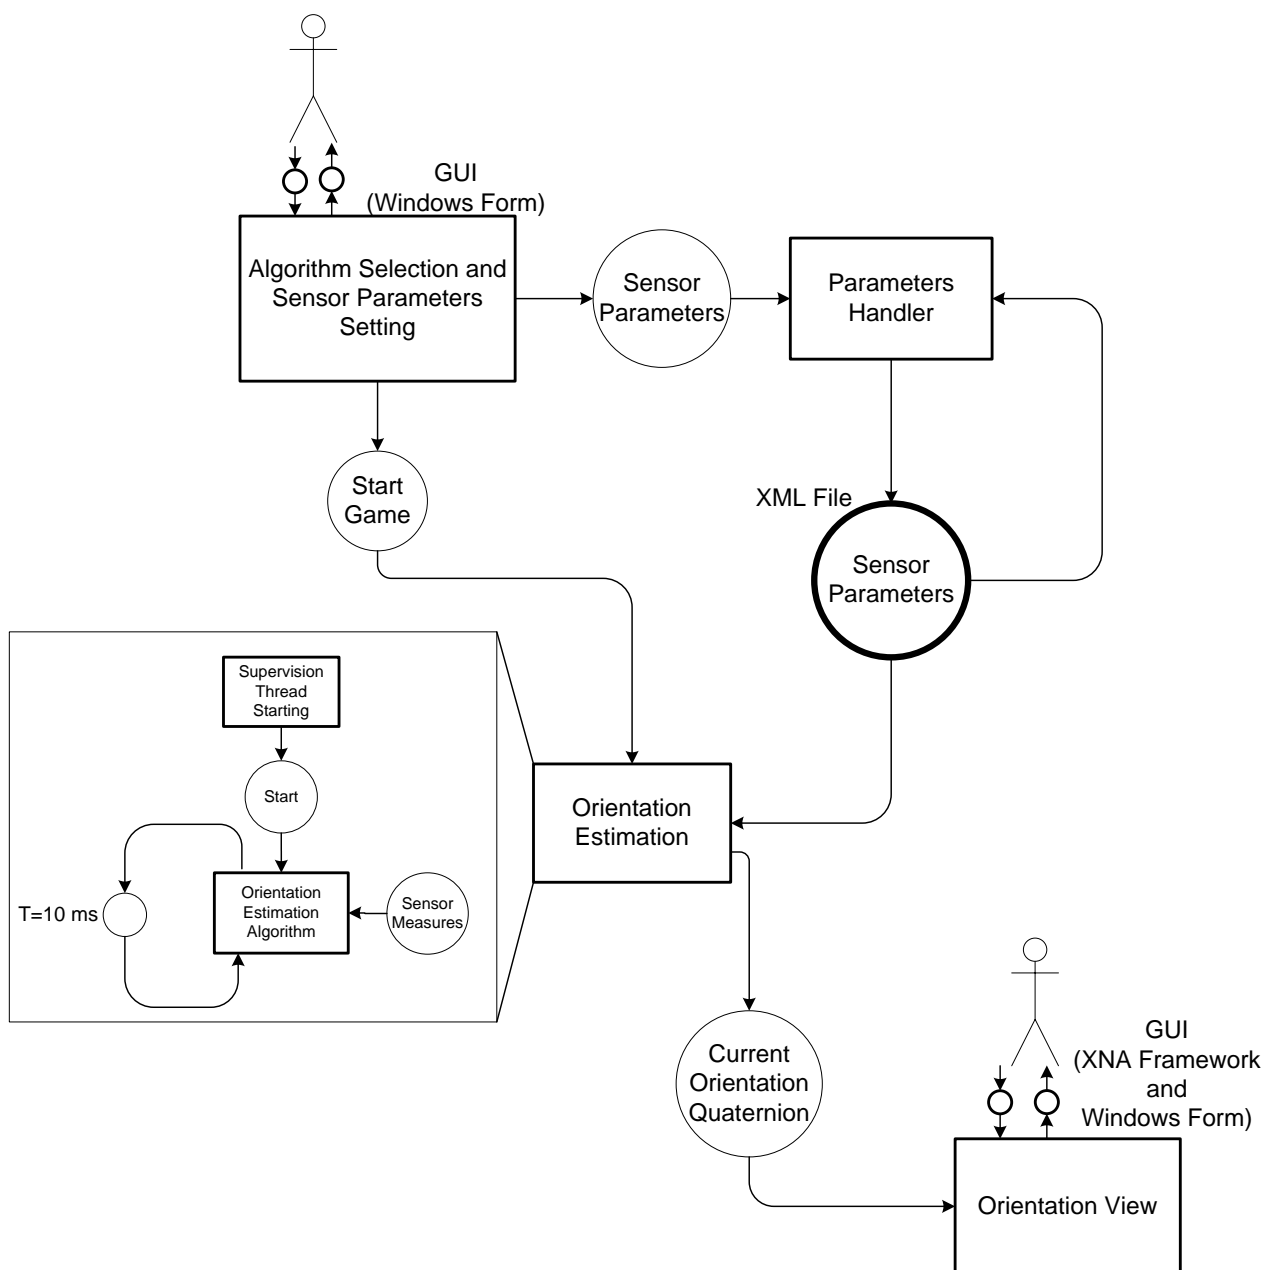 GUI
(Windows Form)
Algorithm Selection and
Sensor Parameters
Setting
Sensor
Parameters
Parameters
Handler
Start
Game
XML File
Sensor
Parameters
Supervision
Thread
Starting
Start
Orientation
Estimation
Algorithm
Sensor
Measures
T=10 ms
Orientation
Estimation
Current
Orientation
Quaternion
GUI
(XNA Framework
and
Windows Form)
Orientation View